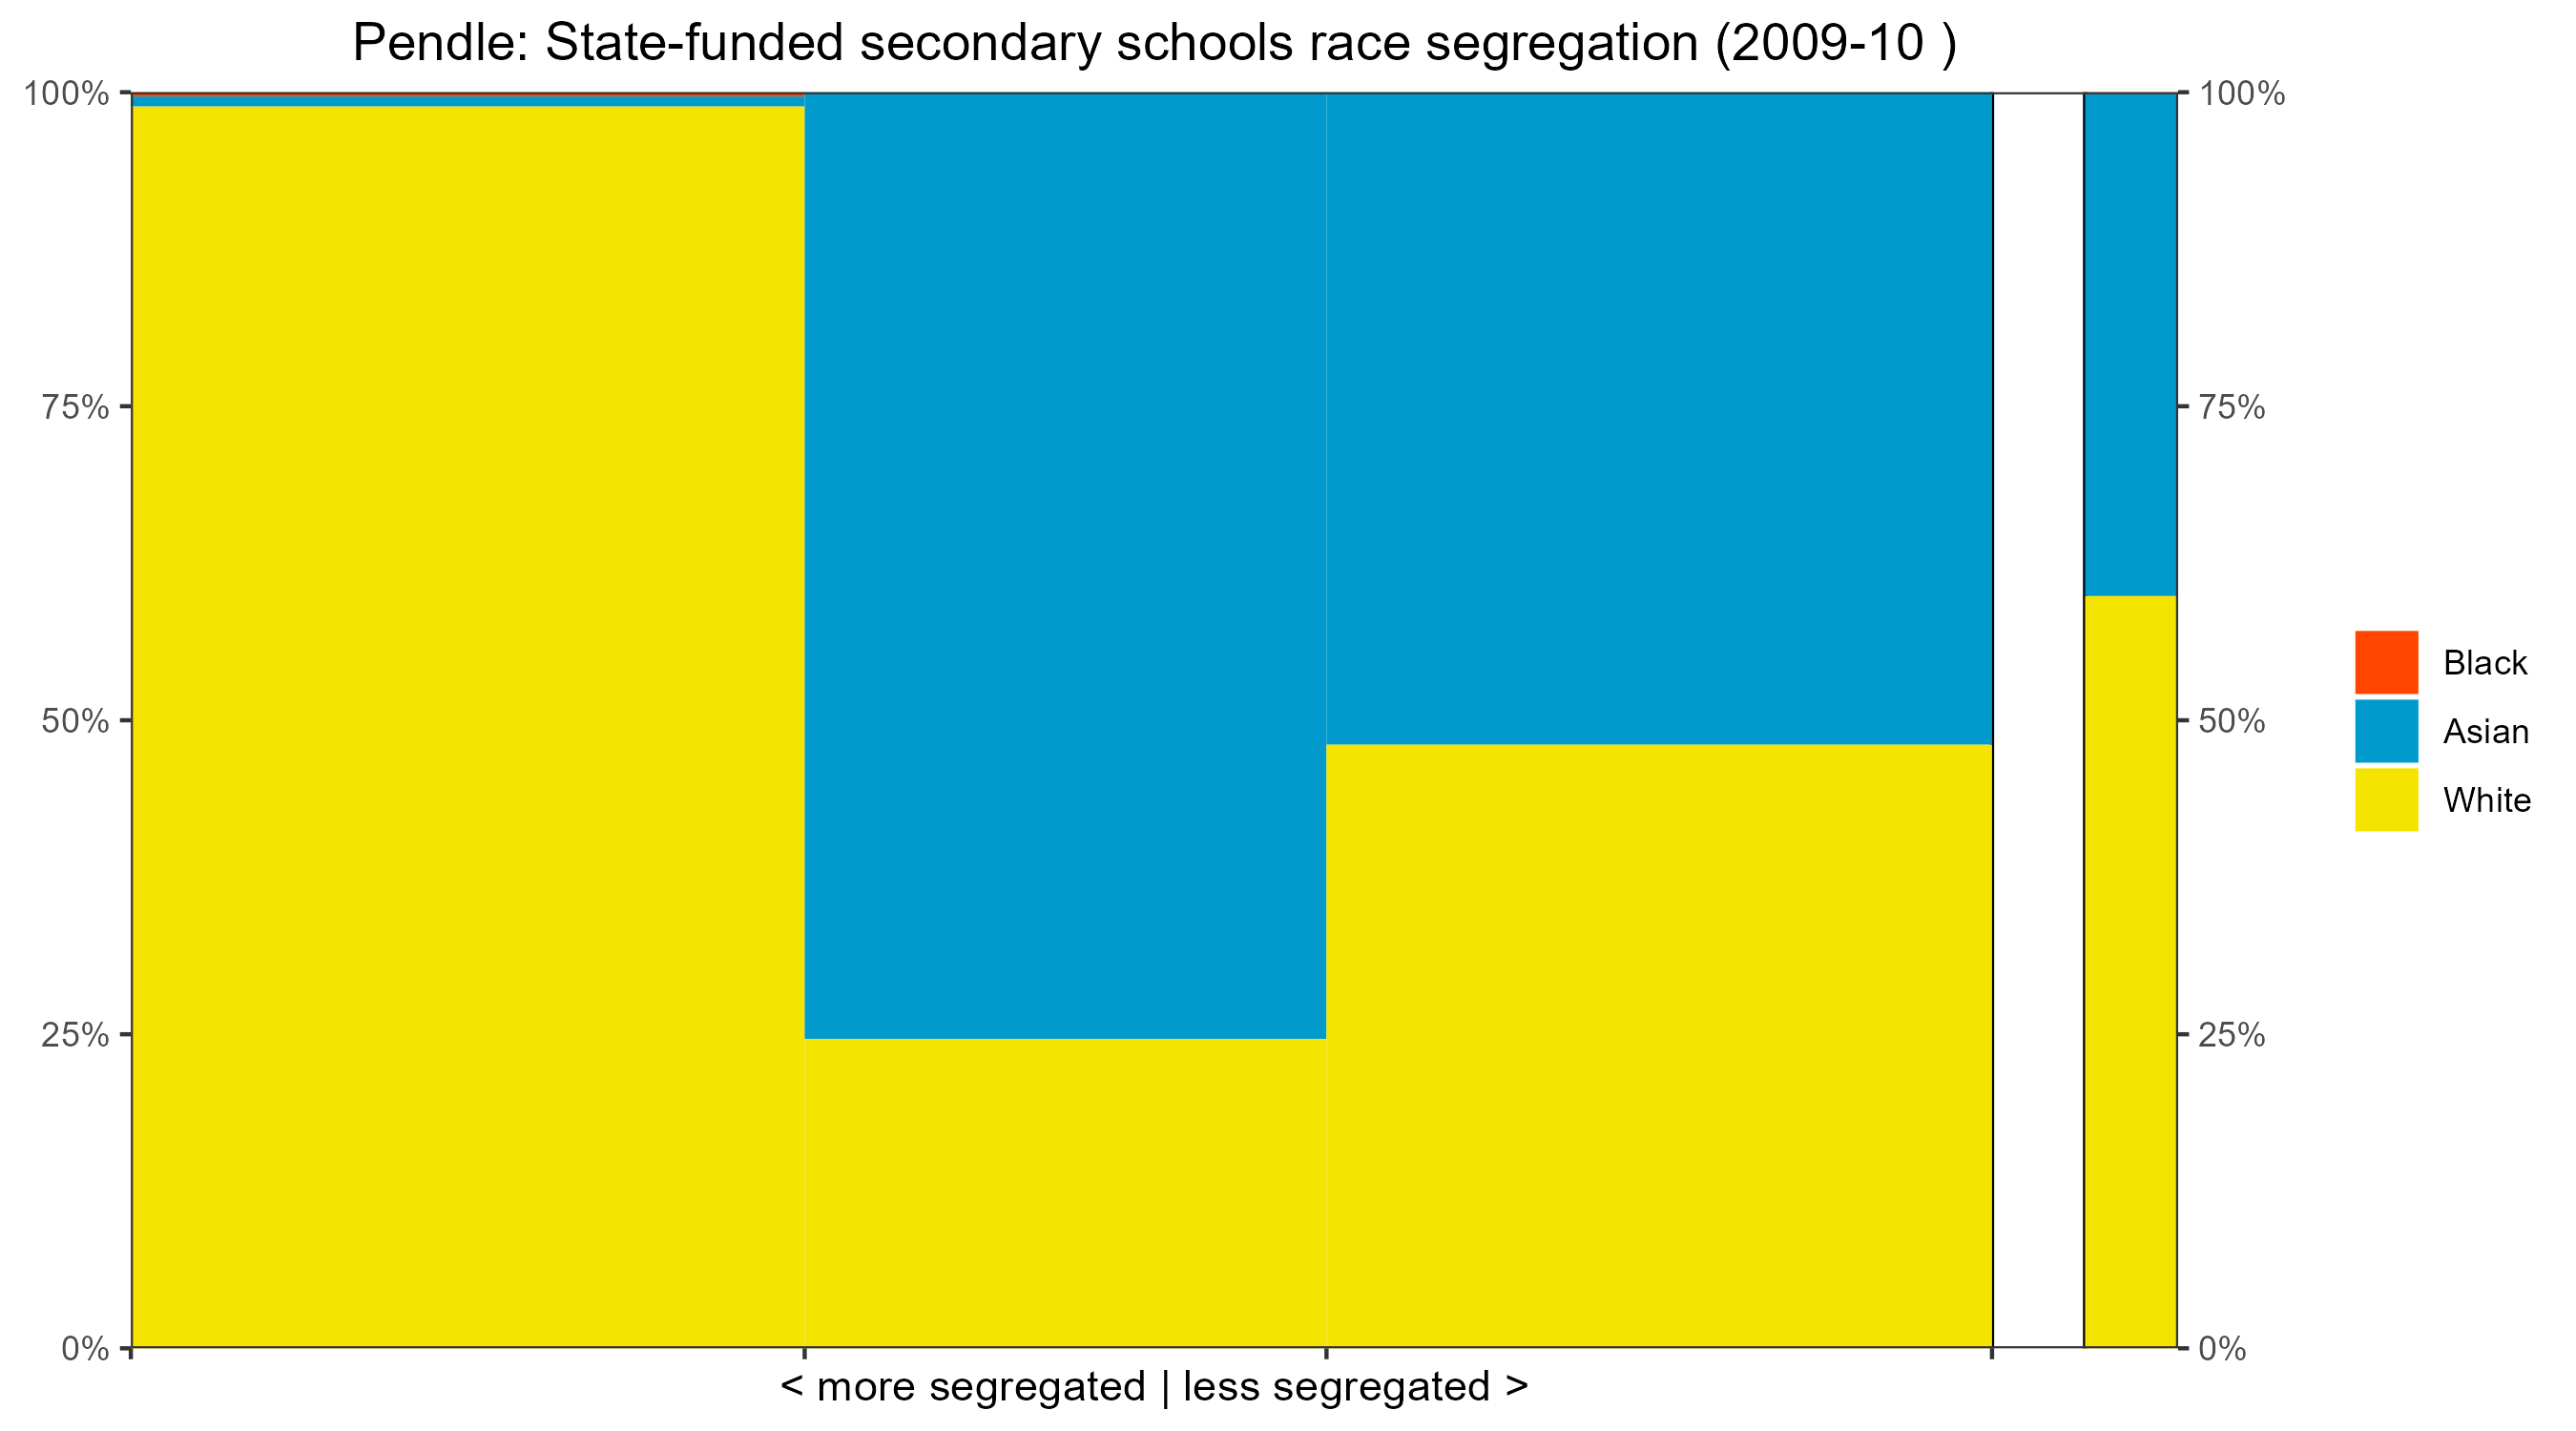 Pendle: State-funded secondary schools race segregation (2009-10 )
100%
75%
50%
25%
0%
100%
75%
50%
25%
0%
Black
Asian
White
< more segregated | less segregated >